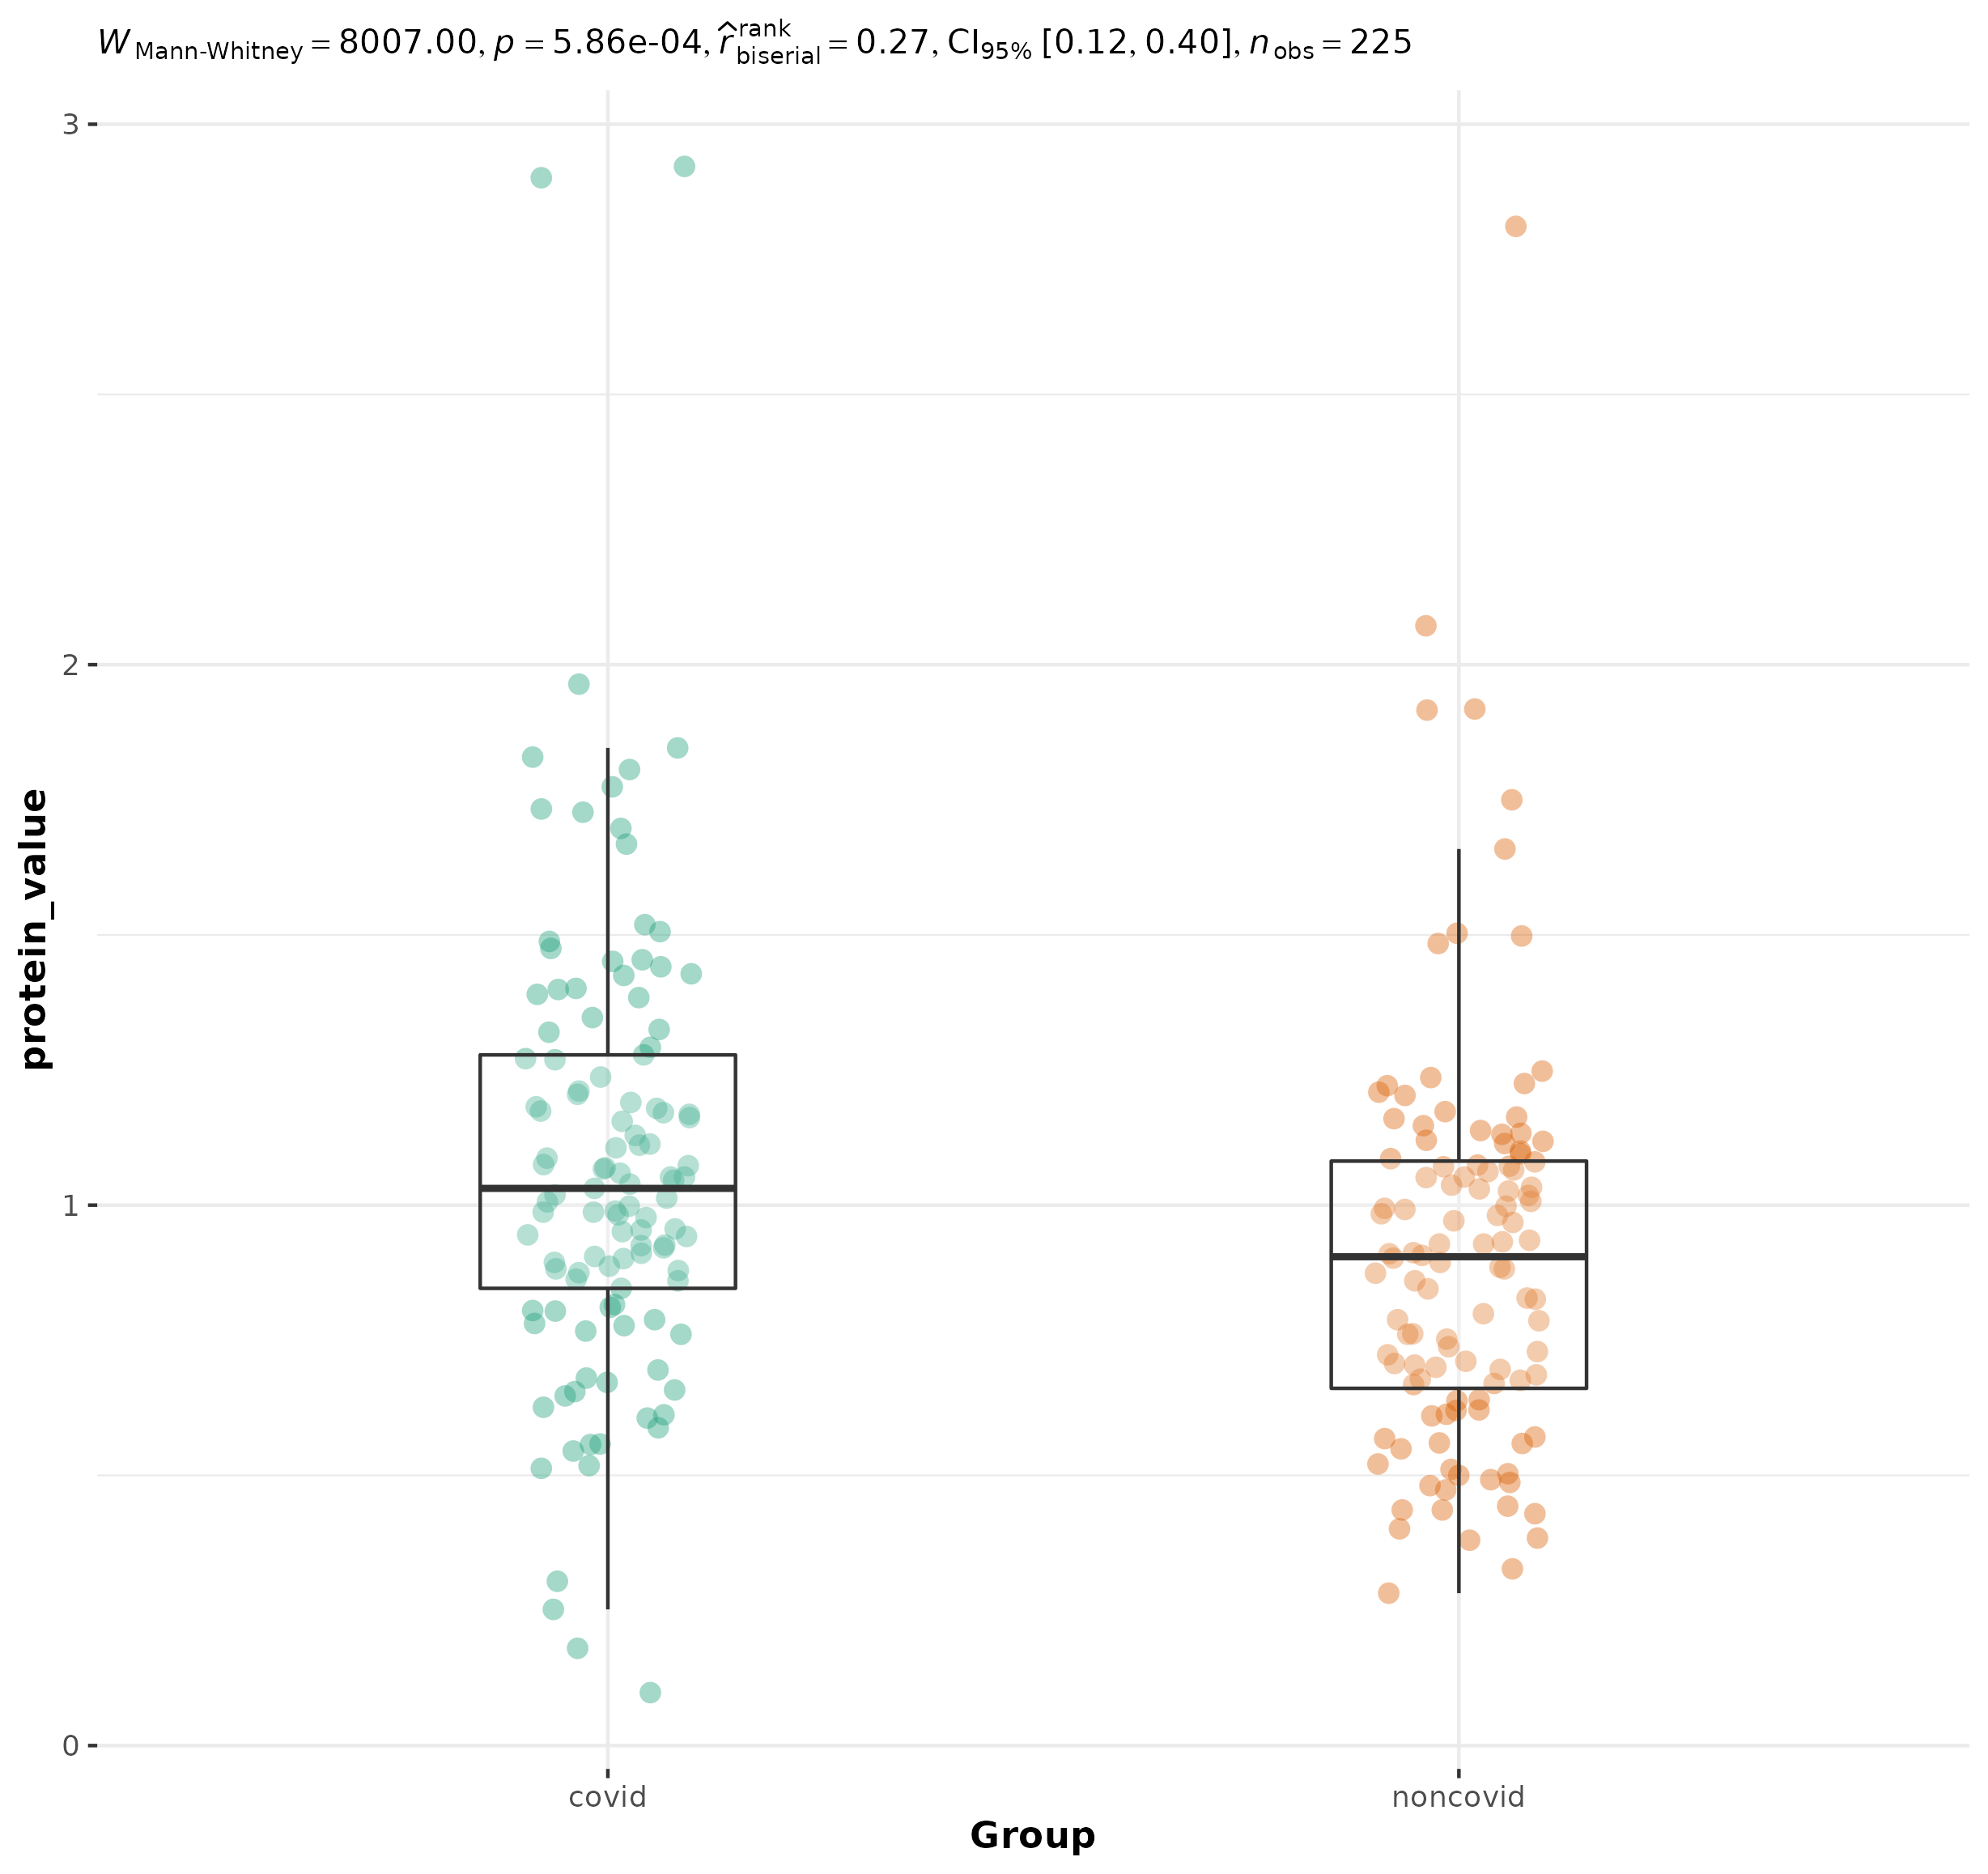 W Mann-Whitney = 8007.00, p = 5.86e-04, r̂ rank biserial = 0.27, CI95% [0.12, 0.40], nobs = 225
3
2
1
0
protein_value
covid noncovid
Group